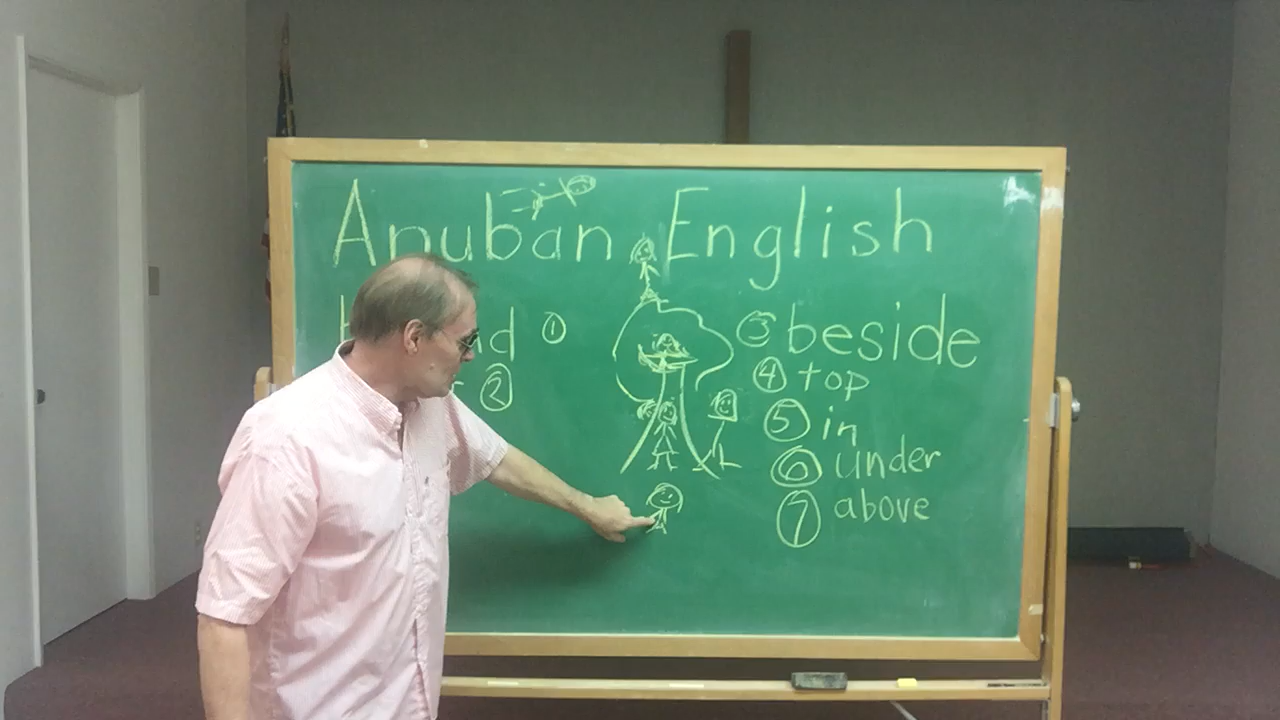 Anuban English
①
③ beside
②
④ top
⑤ in
⑥ under
⑦ above